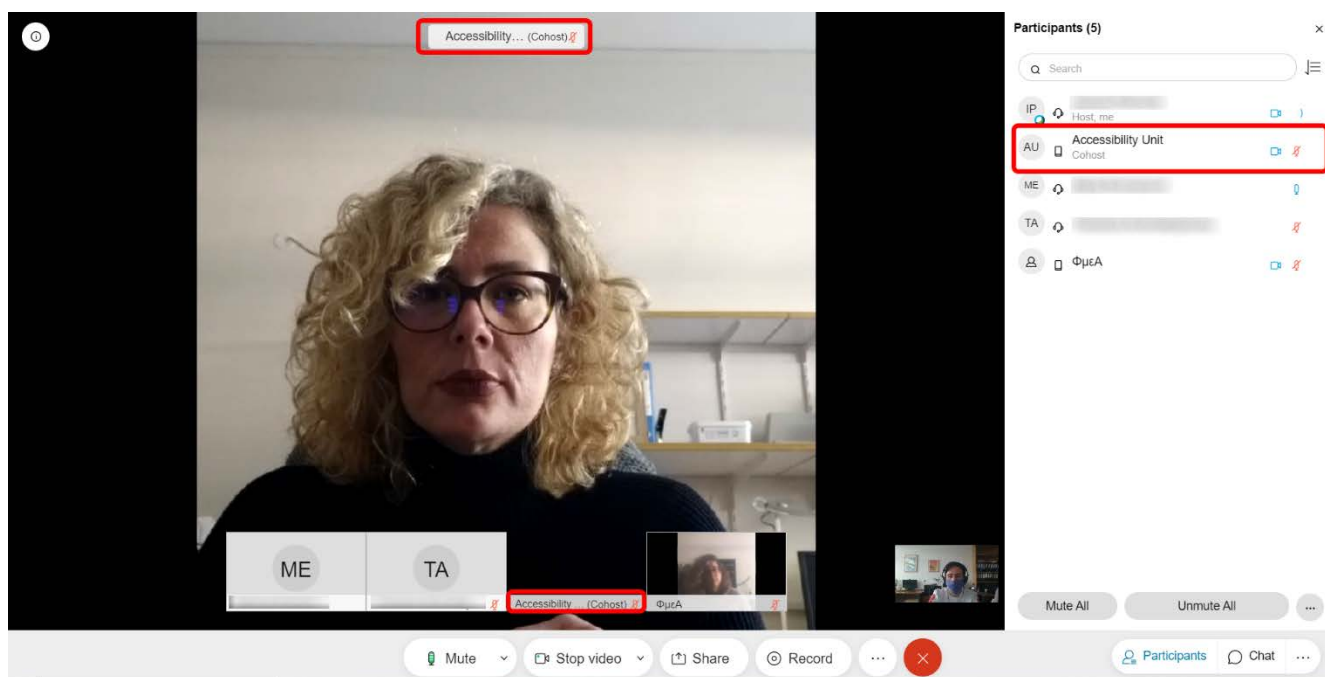 Accessibility... (Cohost)
ME
TA
Accessibility ... (Cohost)
ΦμεΑ
Mute
Stop video
Share
Record
...
Participants (5)
Search
IP
Host, me
AU
Accessibility Unit
Cohost
ME
TA
ΦμεΑ
Mute All
Unmute All
...
Participants
Chat
...